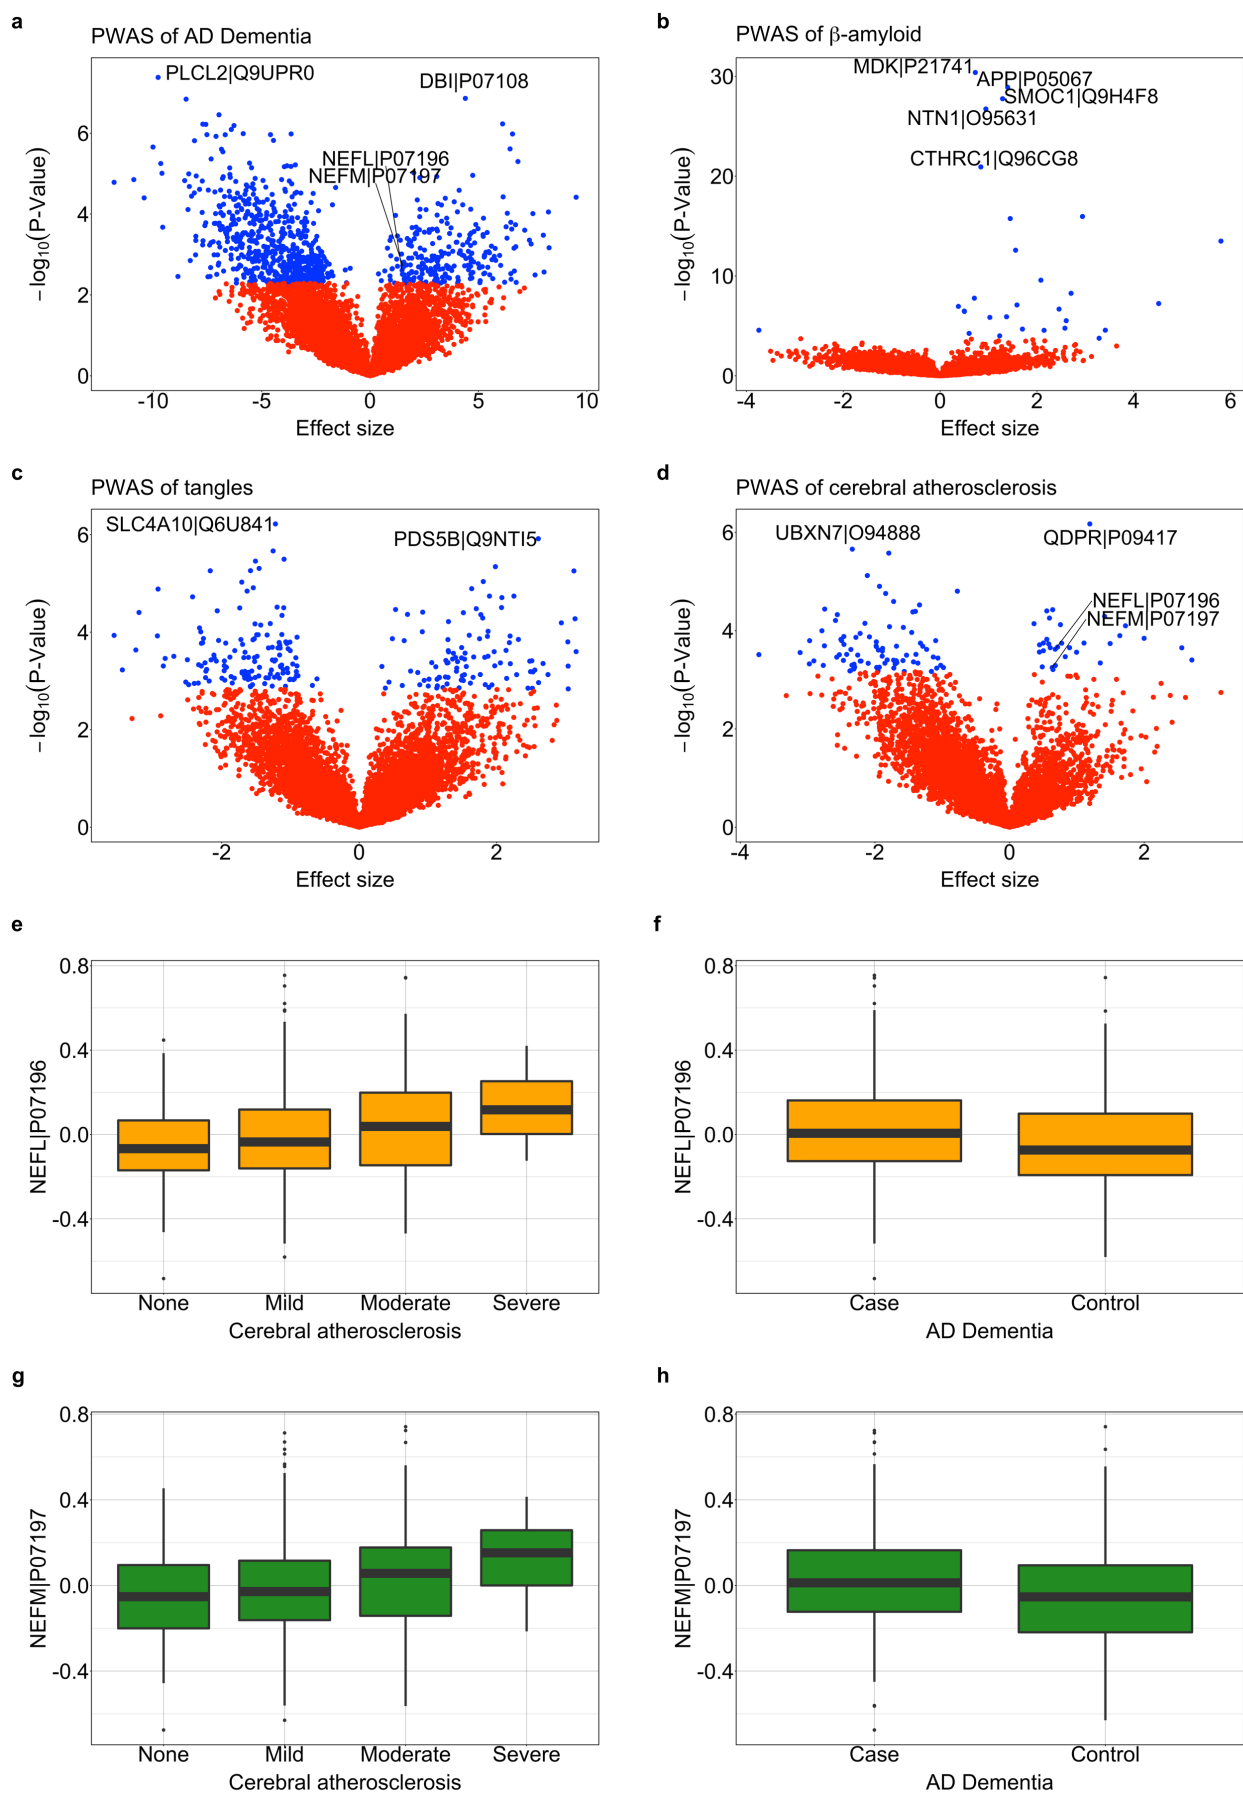 a
PWAS of AD Dementia
PLCL2|Q9UPR0
DBI|P07108
NEFL|P07196
NEFM|P07197
6
4
2
0
−log10(P-Value)
-10 -5 0 5 10
Effect size
b
PWAS of β-amyloid
MDK|P21741
APP|P05067
SMOC1|Q9H4F8
NTN1|O95631
CTHRC1|Q96CG8
30
20
10
0
−log10(P-Value)
-4 -2 0 2 4 6
Effect size
c
PWAS of tangles
SLC4A10|Q6U841
PDS5B|Q9NTI5
6
4
2
0
−log10(P-Value)
-2 0 2
Effect size
d
PWAS of cerebral atherosclerosis
UBXN7|O94888
QDPR|P09417
NEFL|P07196
NEFM|P07197
6
4
2
0
−log10(P-Value)
-4 -2 0 2
Effect size
e
0.8
0.4
0.0
-0.4
NEFL|P07196
None Mild Moderate Severe
Cerebral atherosclerosis
f
0.8
0.4
0.0
-0.4
NEFL|P07196
Case Control
AD Dementia
g
0.8
0.4
0.0
-0.4
NEFM|P07197
None Mild Moderate Severe
Cerebral atherosclerosis
h
0.8
0.4
0.0
-0.4
NEFM|P07197
Case Control
AD Dementia